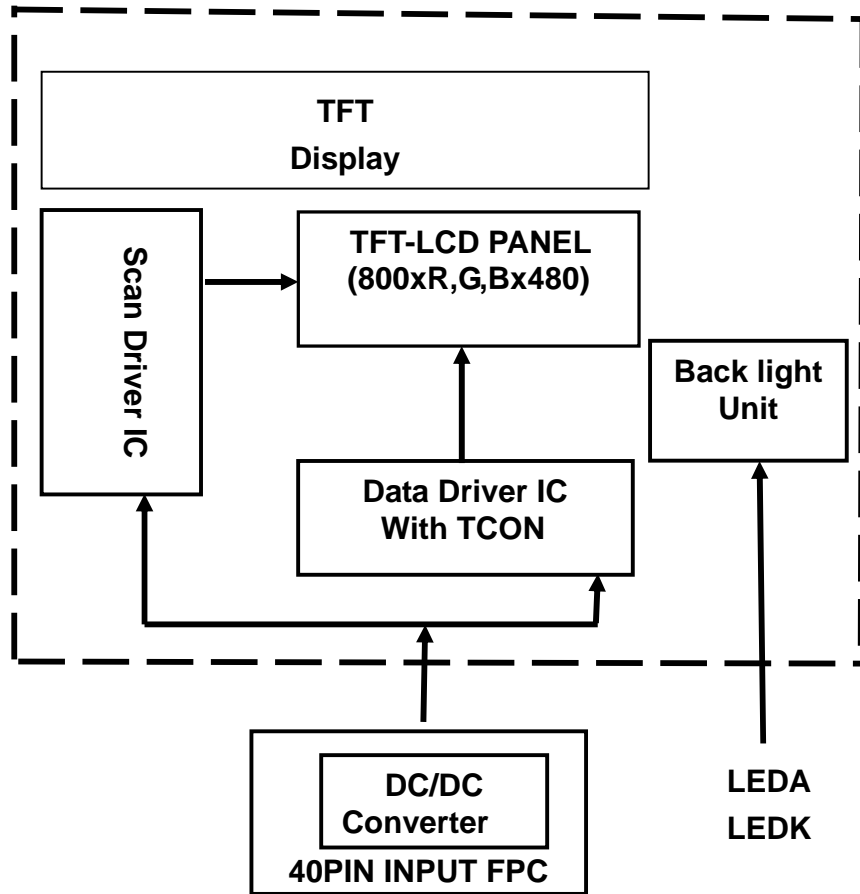 TFT
Display
Scan Driver IC
TFT-LCD PANEL
(800xR,G,Bx480)
Back light
Unit
Data Driver IC
With TCON
DC/DC
Converter
40PIN INPUT FPC
LEDA
LEDK